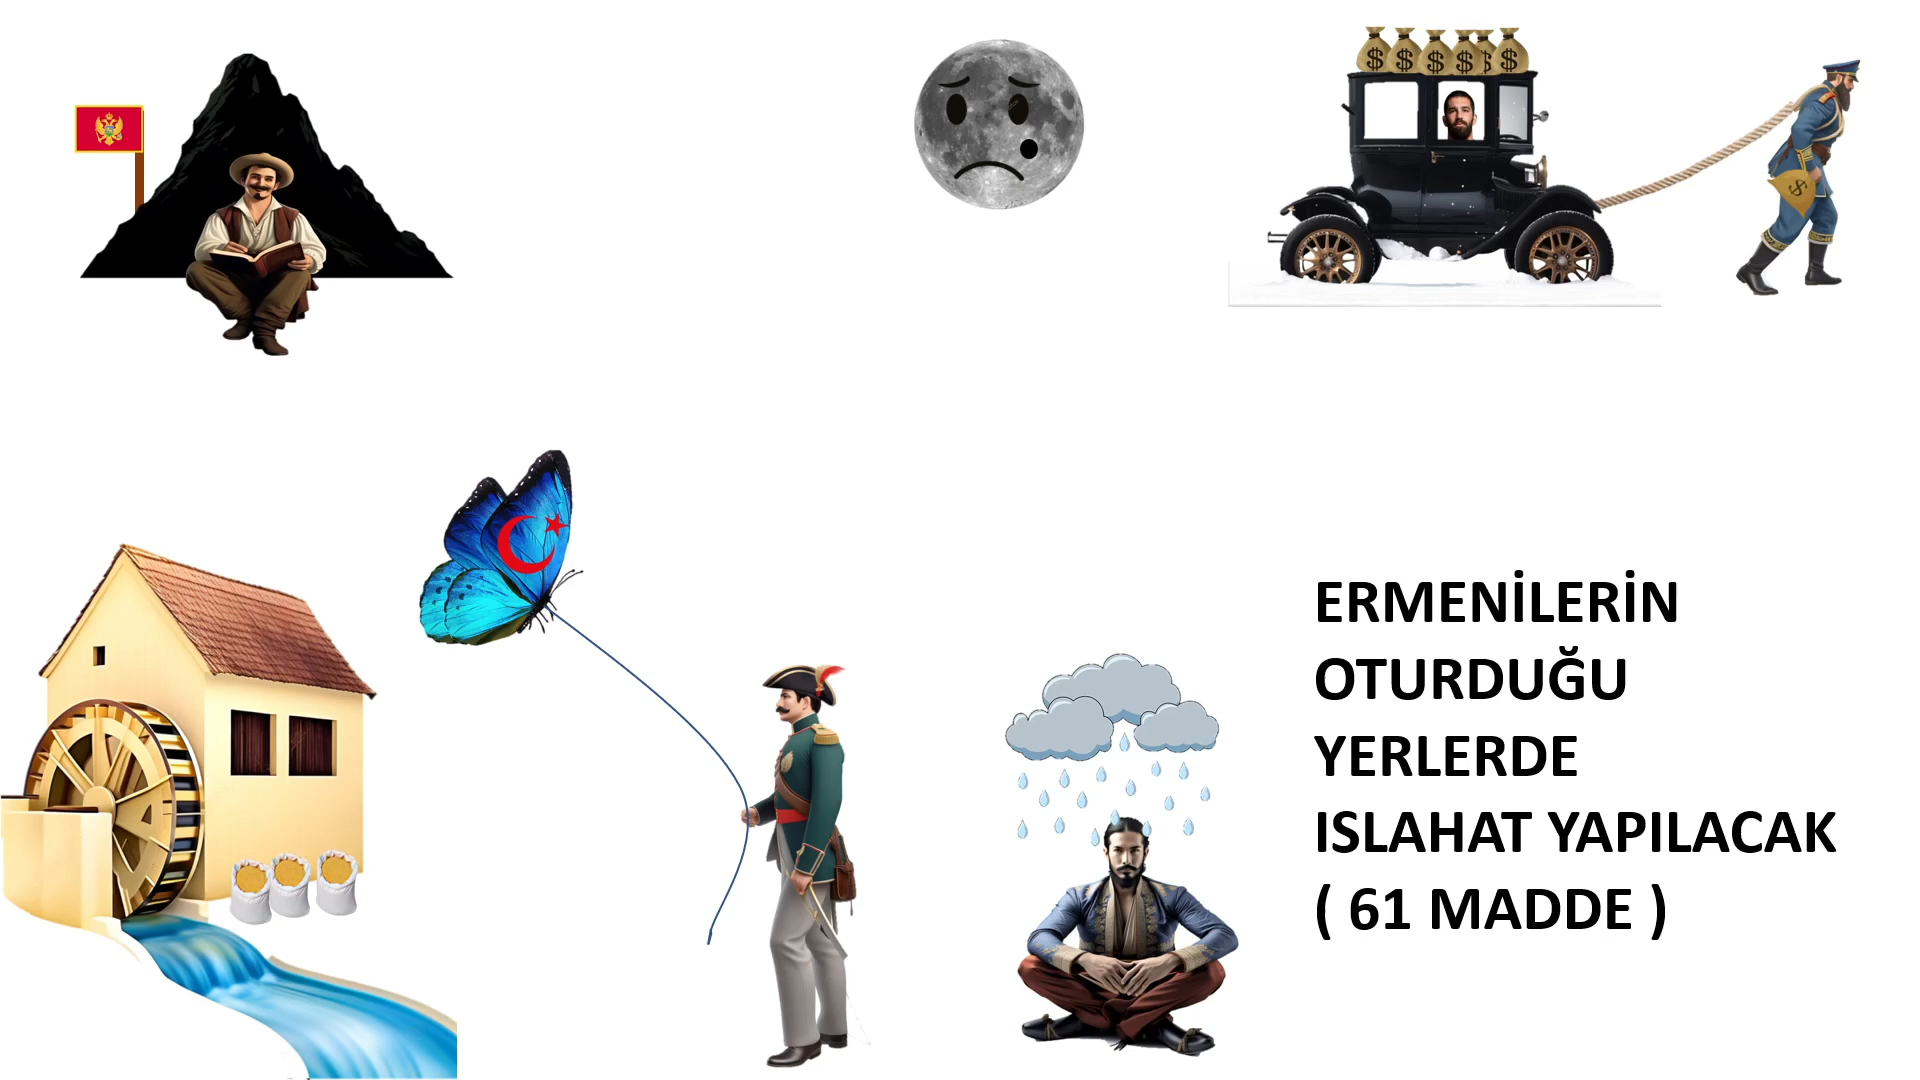 $ $ $ $ $ $
$
ERMENİLERİN
OTURDUĞU
YERLERDE
ISLAHAT YAPILACAK
( 61 MADDE )